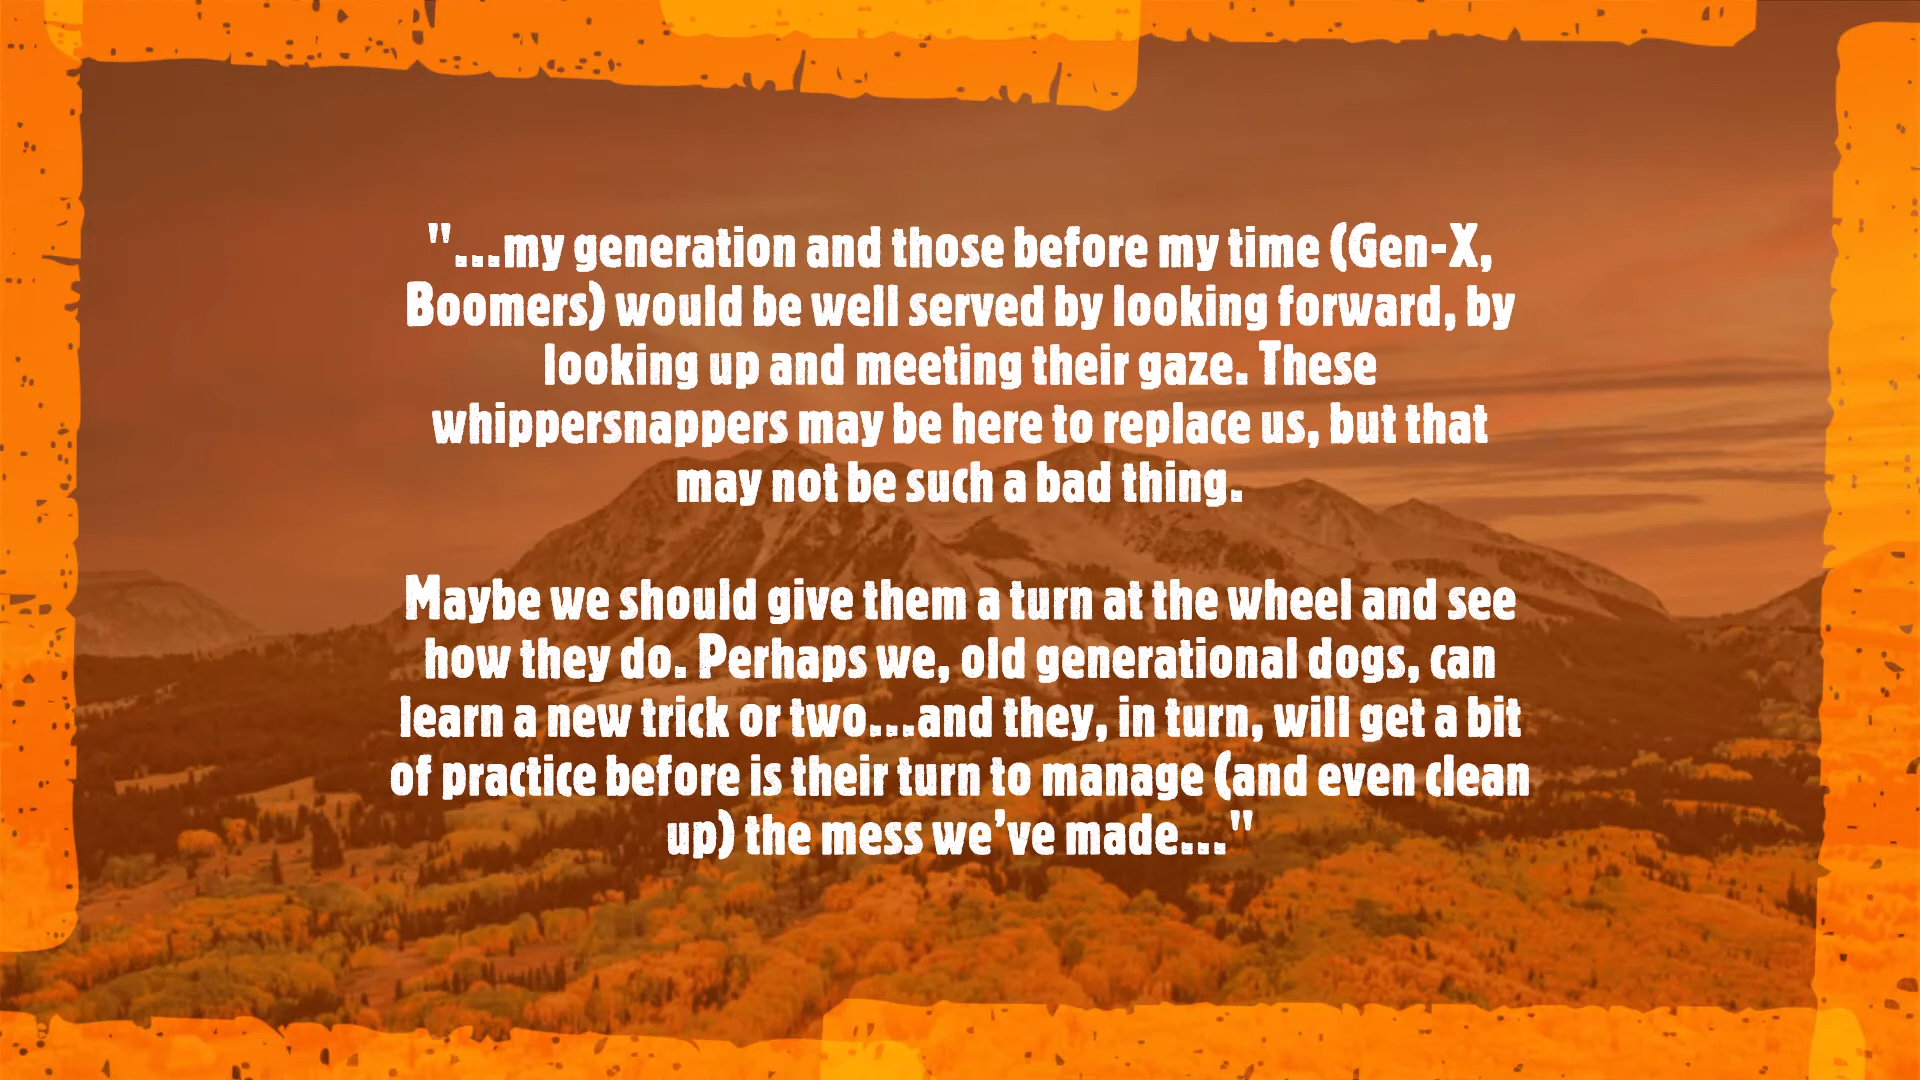 "...my generation and those before my time (Gen-X,
Boomers) would be well served by looking forward, by
looking up and meeting their gaze. These
whippersnappers may be here to replace us, but that
may not be such a bad thing.
Maybe we should give them a turn at the wheel and see
how they do. Perhaps we, old generational dogs, can
learn a new trick or two...and they, in turn, will get a bit
of practice before is their turn to manage (and even clean
up) the mess we've made..."